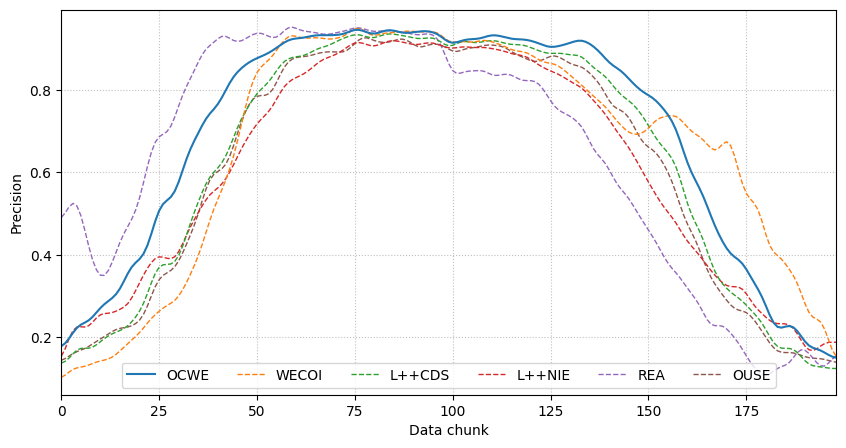 Precision
0.8
0.6
0.4
0.2
OCWE WECOI L++CDS L++NIE REA OUSE
0 25 50 75 100 125 150 175
Data chunk